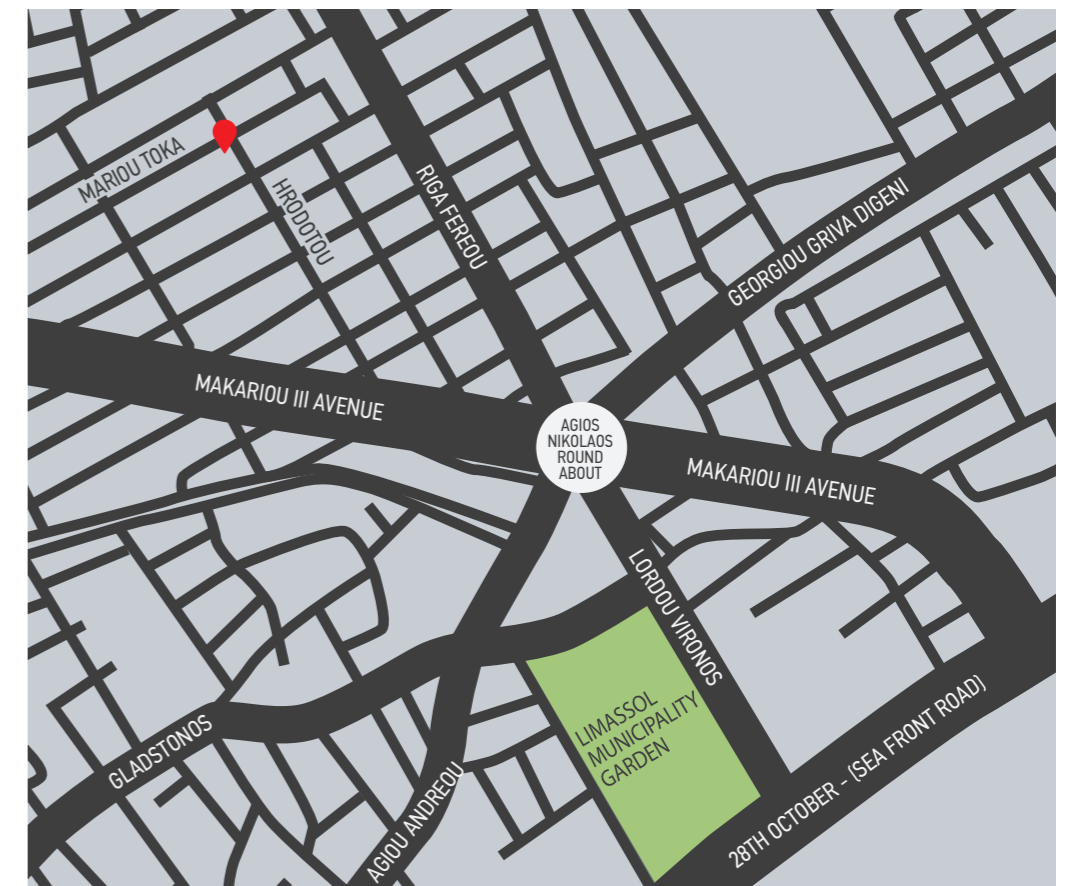 MARIOU TOKA
HRODOTOU
RIGA FEREOU
GEORGIOU GRIVA DIGENI
MAKARIOU III AVENUE
AGIOS
NIKOLAOS
ROUND
ABOUT
MAKARIOU III AVENUE
LORDOU VIRONOS
LIMASSOL
MUNICIPALITY
GARDEN
GLADSTONOS
AGIOU ANDREOU
28TH OCTOBER - (SEA FRONT ROAD)